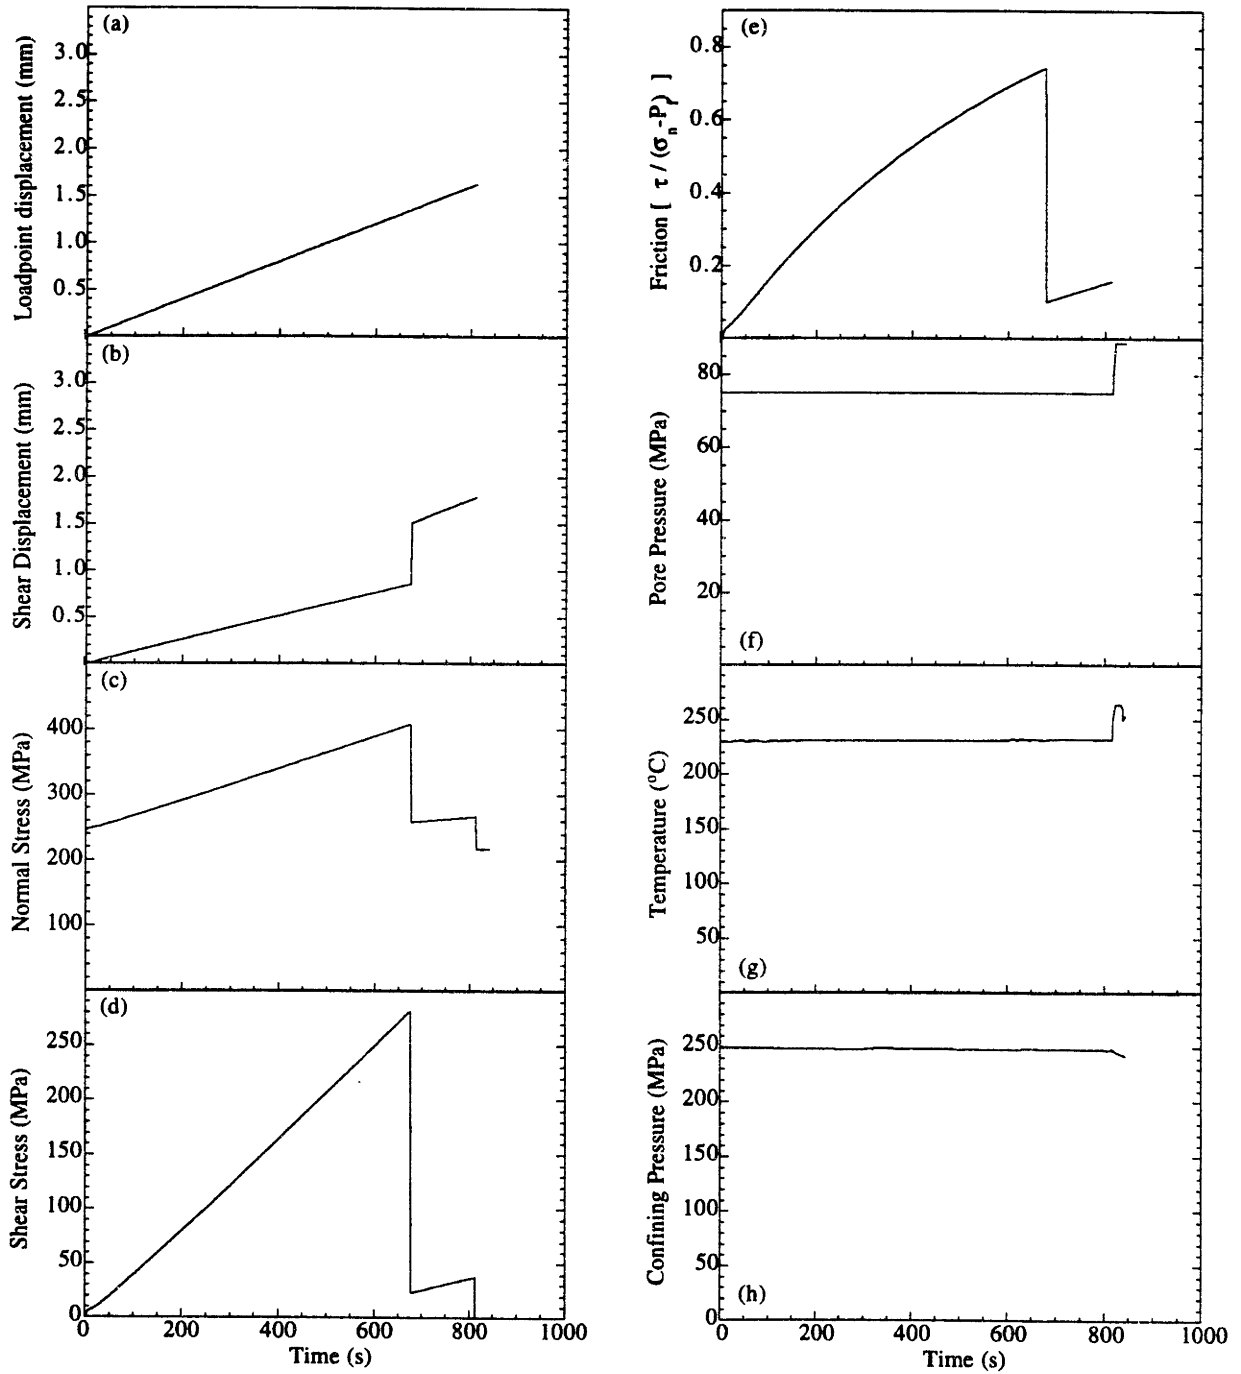 (a)
Loadpoint displacement (mm)
3.0
2.5
2.0
1.5
1.0
0.5
(b)
Shear Displacement (mm)
3.0
2.5
2.0
1.5
1.0
0.5
(c)
Normal Stress (MPa)
400
300
200
100
(d)
Shear Stress (MPa)
250
200
150
100
50
0
0 200 400 600 800 1000
Time (s)
(e)
Friction [ τ / (σn-Pf) ]
0.8
0.6
0.4
0.2
Pore Pressure (MPa)
80
60
40
20
(f)
Temperature (°C)
250
200
150
100
50
(g)
Confining Pressure (MPa)
250
200
150
100
50
0
(h)
0 200 400 600 800 1000
Time (s)